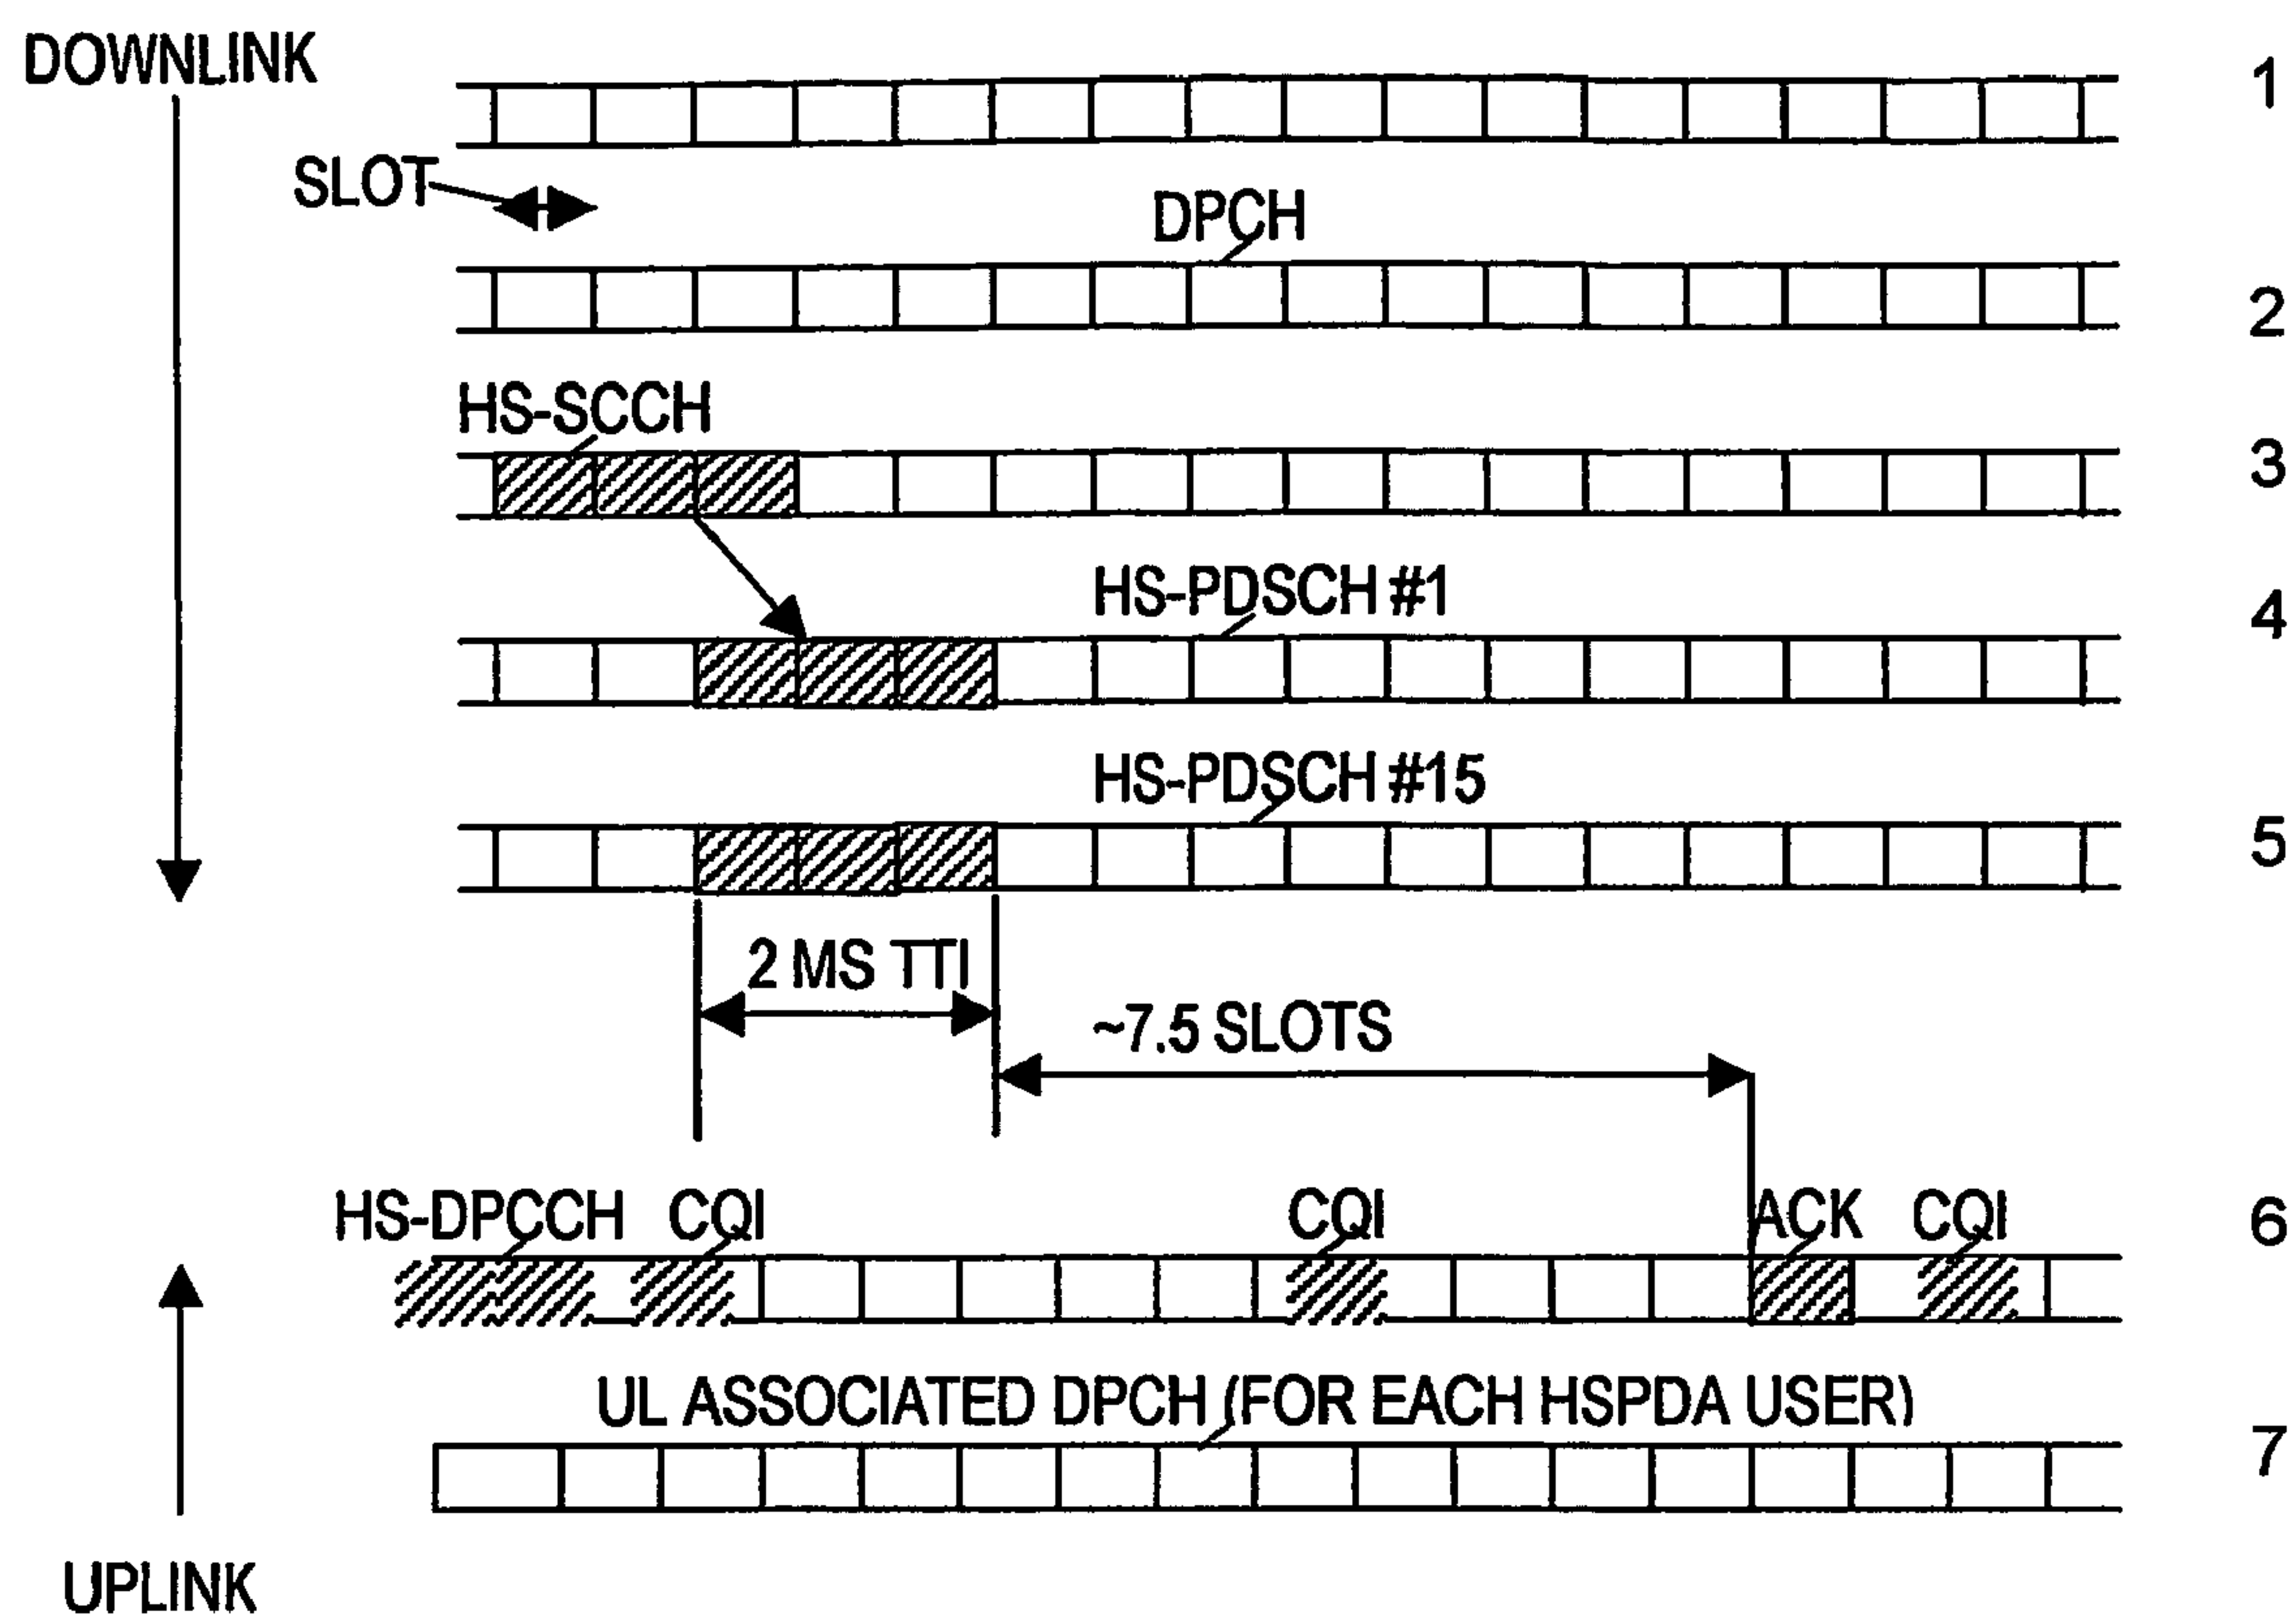 DOWNLINK
1
SLOT
DPCH
2
HS-SCCH
3
HS-PDSCH #1
4
HS-PDSCH #15
5
2 MS TTI
~7.5 SLOTS
HS-DPCCH CQI CQI ACK CQI 6
UL ASSOCIATED DPCH (FOR EACH HSPDA USER)
7
UPLINK